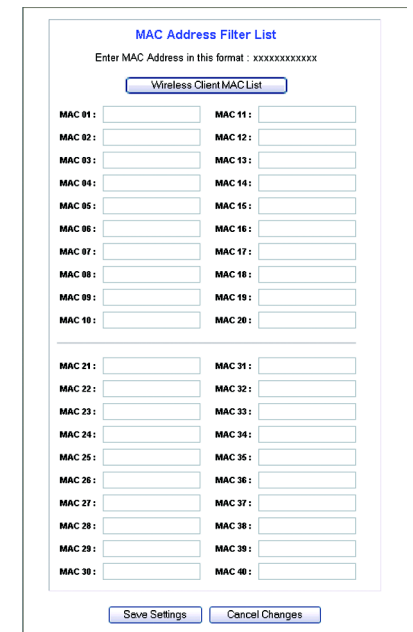 MAC Address Filter List
Enter MAC Address in this format : xxxxxxxxxxxx
Wireless Client MAC List
MAC 01 : MAC 11 :
MAC 02 : MAC 12 :
MAC 03 : MAC 13 :
MAC 04 : MAC 14 :
MAC 05 : MAC 15 :
MAC 06 : MAC 16 :
MAC 07 : MAC 17 :
MAC 08 : MAC 18 :
MAC 09 : MAC 19 :
MAC 10 : MAC 20 :
MAC 21 : MAC 31 :
MAC 22 : MAC 32 :
MAC 23 : MAC 33 :
MAC 24 : MAC 34 :
MAC 25 : MAC 35 :
MAC 26 : MAC 36 :
MAC 27 : MAC 37 :
MAC 28 : MAC 38 :
MAC 29 : MAC 39 :
MAC 30 : MAC 40 :
Save Settings Cancel Changes